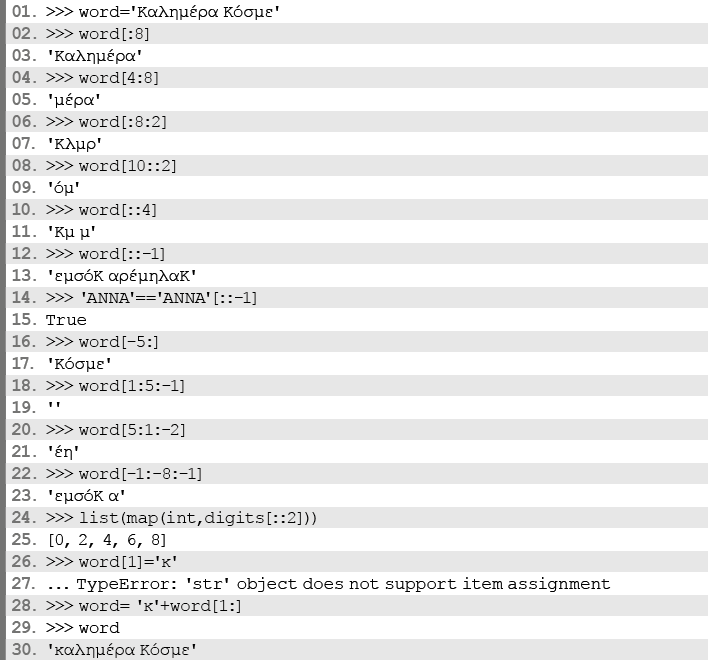 01. >>> word='Καλημέρα Κόσμε'
02. >>> word[:8]
03. 'Καλημέρα'
04. >>> word[4:8]
05. 'μέρα'
06. >>> word[:8:2]
07. 'Κλμρ'
08. >>> word[10::2]
09. 'όμ'
10. >>> word[::4]
11. 'Κμ μ'
12. >>> word[::-1]
13. 'εμσόΚ αρέμηλαΚ'
14. >>> 'ANNA'=='ANNA'[::-1]
15. True
16. >>> word[-5:]
17. 'Κόσμε'
18. >>> word[1:5:-1]
19. ''
20. >>> word[5:1:-2]
21. 'έη'
22. >>> word[-1:-8:-1]
23. 'εμσόΚ α'
24. >>> list(map(int,digits[::2]))
25. [0, 2, 4, 6, 8]
26. >>> word[1]='κ'
27. ... TypeError: 'str' object does not support item assignment
28. >>> word= 'κ'+word[1:]
29. >>> word
30. 'καλημέρα Κόσμε'